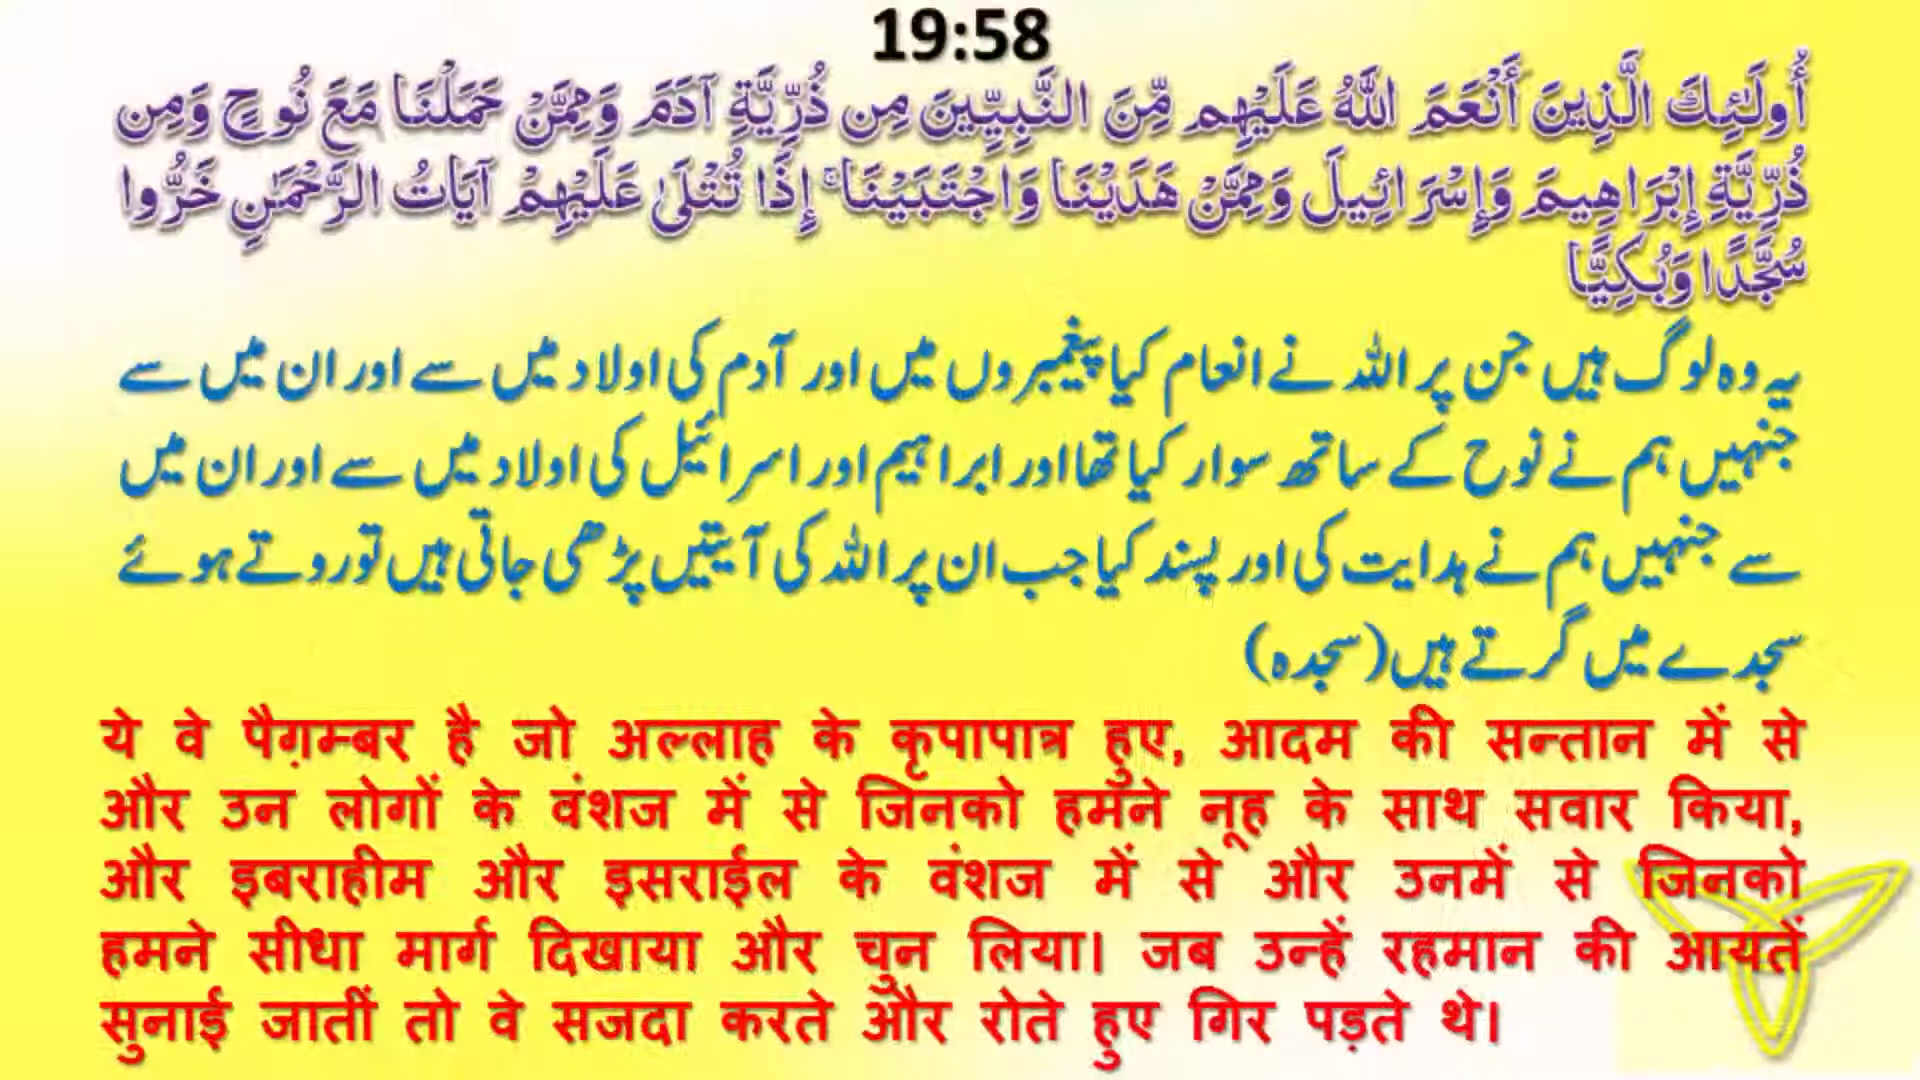 19:58
أُولَٰئِكَ الَّذِينَ أَنْعَمَ اللَّهُ عَلَيْهِم مِّنَ النَّبِيِّينَ مِن ذُرِّيَّةِ آدَمَ وَمِمَّنْ حَمَلْنَا مَعَ نُوحٍ وَمِن
ذُرِّيَّةِ إِبْرَاهِيمَ وَإِسْرَائِيلَ وَمِمَّنْ هَدَيْنَا وَاجْتَبَيْنَا ۚ إِذَا تُتْلَىٰ عَلَيْهِمْ آيَاتُ الرَّحْمَٰنِ خَرُّوا
سُجَّدًا وَبُكِيًّا
یہ وہ لوگ ہیں جن پر اللہ نے انعام کیا پیغمبروں میں اور آدم کی اولاد میں سے اور ان میں سے
جنہیں ہم نے نوح کے ساتھ سوار کیا تھا اور ابراہیم اور اسرائیل کی اولاد میں سے اور ان میں
سے جنہیں ہم نے ہدایت کی اور پسند کیا جب ان پر اللہ کی آیتیں پڑھی جاتی ہیں تو روتے ہوئے
سجدے میں گرتے ہیں (سجدہ)
ये वे पैग़म्बर है जो अल्लाह के कृपापात्र हुए, आदम की सन्तान में से
और उन लोगों के वंशज में से जिनको हमने नूह के साथ सवार किया,
और इबराहीम और इसराईल के वंशज में से और उनमें से जिनको
हमने सीधा मार्ग दिखाया और चुन लिया। जब उन्हें रहमान की आयतें
सुनाई जातीं तो वे सजदा करते और रोते हुए गिर पड़ते थे।